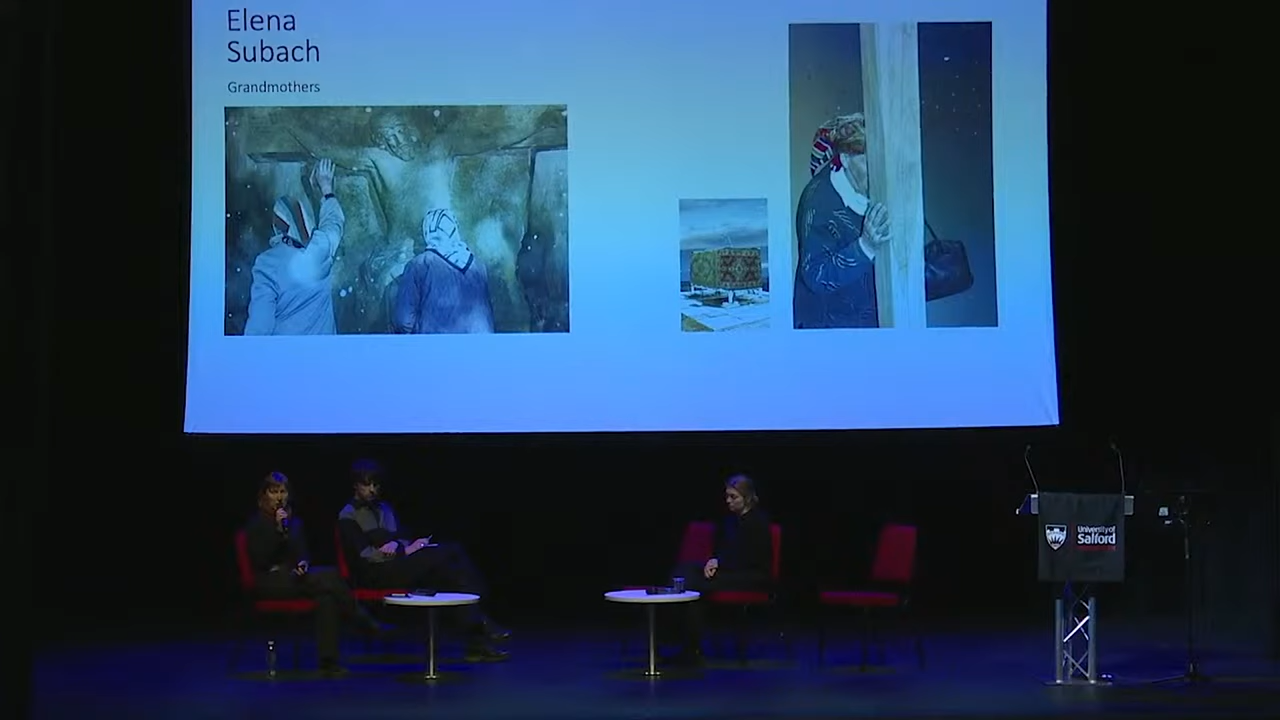 Elena
Subach
Grandmothers
University of
Salford